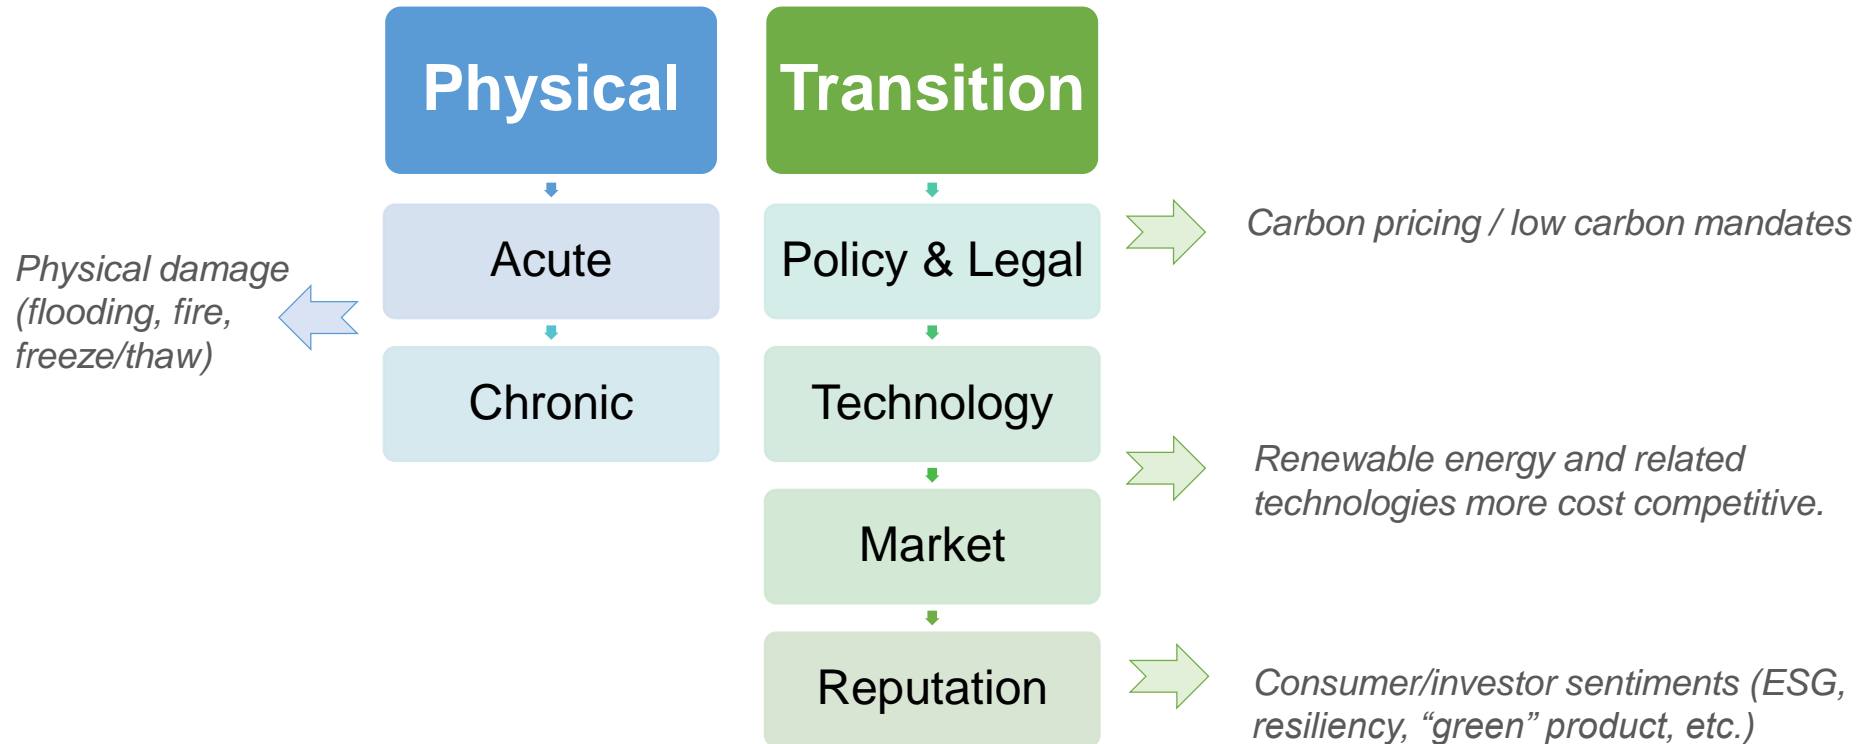 Physical
Transition
Acute
Policy & Legal
Carbon pricing / low carbon mandates
Physical damage
(flooding, fire,
freeze/thaw)
Chronic
Technology
Renewable energy and related
technologies more cost competitive.
Market
Reputation
Consumer/investor sentiments (ESG,
resiliency, “green” product, etc.)